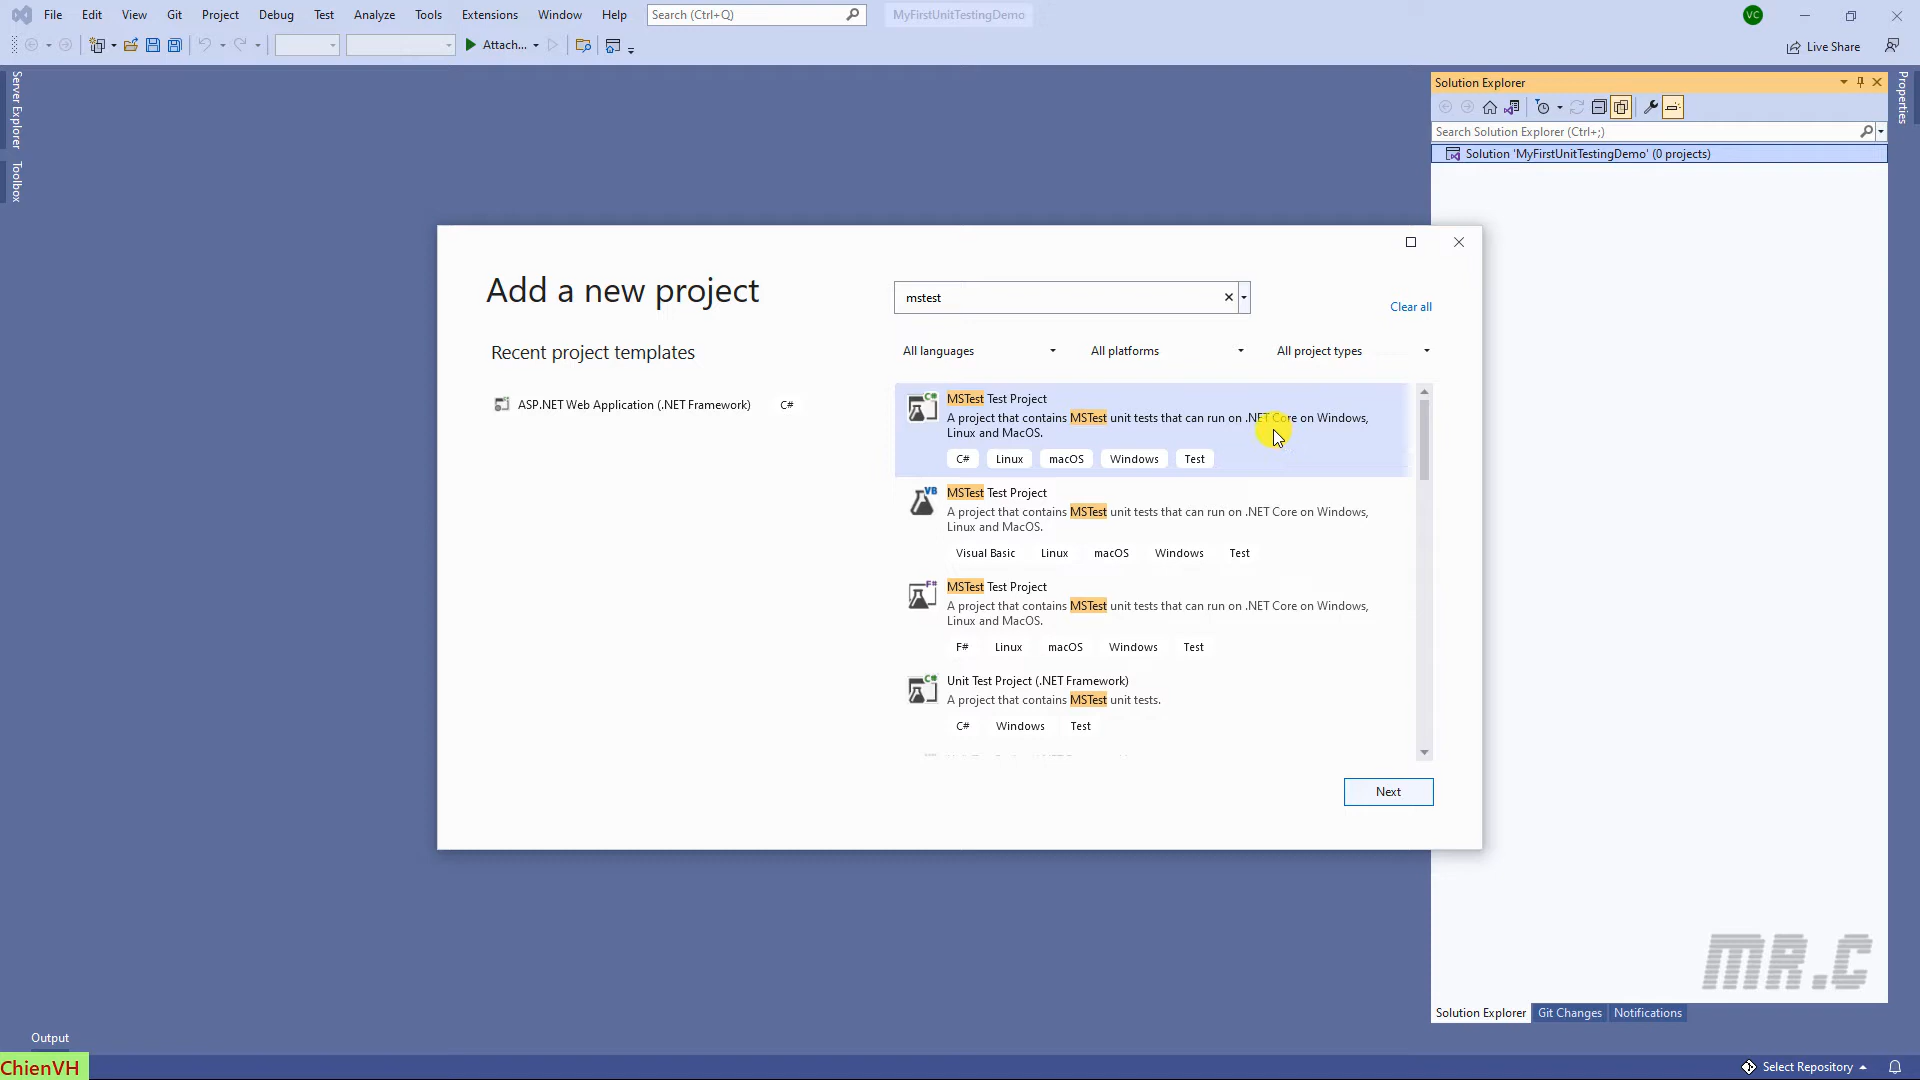 File Edit View Git Project Debug Test Analyze Tools Extensions Window Help Search (Ctrl+Q) MyFirstUnitTestingDemo VC
Attach... Live Share
Server Explorer
Toolbox
Solution Explorer
Search Solution Explorer (Ctrl+;)
Solution 'MyFirstUnitTestingDemo' (0 projects)
Properties
Add a new project
Recent project templates
ASP.NET Web Application (.NET Framework) C#
mstest
Clear all
All languages All platforms All project types
MSTest Test Project
A project that contains MSTest unit tests that can run on .NET Core on Windows,
Linux and MacOS.
C# Linux macOS Windows Test
MSTest Test Project
A project that contains MSTest unit tests that can run on .NET Core on Windows,
Linux and MacOS.
Visual Basic Linux macOS Windows Test
MSTest Test Project
A project that contains MSTest unit tests that can run on .NET Core on Windows,
Linux and MacOS.
F# Linux macOS Windows Test
Unit Test Project (.NET Framework)
A project that contains MSTest unit tests.
C# Windows Test
Next
MR.C
Solution Explorer Git Changes Notifications
Output
ChienVH
Select Repository